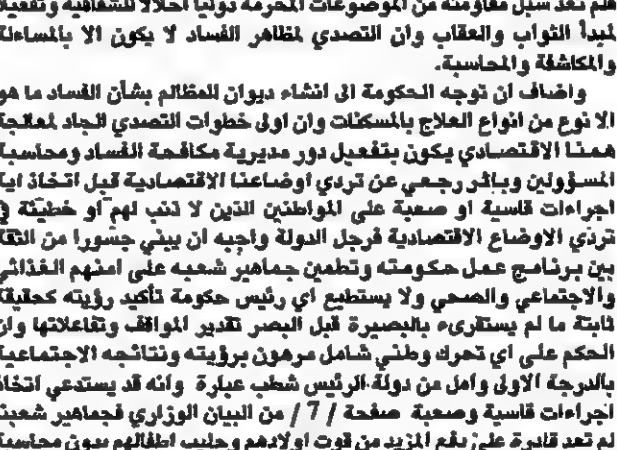 فلم تعد سبل مقاومته من الموضوعات المحرمة دوليا احلالا للشفافية وتفعيلا
لمبدأ الثواب والعقاب وان التصدي لمظاهر الفساد لا يكون الا بالمساءلة
والمكاشفة والمحاسبة.
واضاف ان توجه الحكومة الى انشاء ديوان للمظالم بشأن الفساد ما هو
الا نوع من انواع العلاج بالمسكنات وان اولى خطوات التصدي الجاد لمعالجة
همنا الاقتصادي يكون بتفعيل دور مديرية مكافحة الفساد ومحاسبة
المسؤولين وباثر رجعي عن تردي اوضاعنا الاقتصادية قبل اتخاذ اية
اجراءات قاسية او صعبة على المواطنين الذين لا ذنب لهم او خطيئة في
تردي الاوضاع الاقتصادية فرجل الدولة واجبه ان يبني جسورا من الثقة
بين برنامج عمل حكومته وتطمين جماهير شعبه على امنهم الغذائي
والاجتماعي والصحي ولا يستطيع اي رئيس حكومة تأكيد رؤيته كحقيقة
ثابتة ما لم يستقرىء بالبصيرة قبل البصر تقدير المواقف وتفاعلاتها وان
الحكم على اي تحرك وطني شامل مرهون برؤيته ونتائجه الاجتماعية
بالدرجة الاولى وامل من دولة الرئيس شطب عبارة وانه قد يستدعي اتخاذ
اجراءات قاسية وصعبة صفحة /7/ من البيان الوزاري فجماهير شعبنا
لم تعد قادرة على دفع المزيد من قوت اولادهم وحليب اطفالهم بدون محاسبة